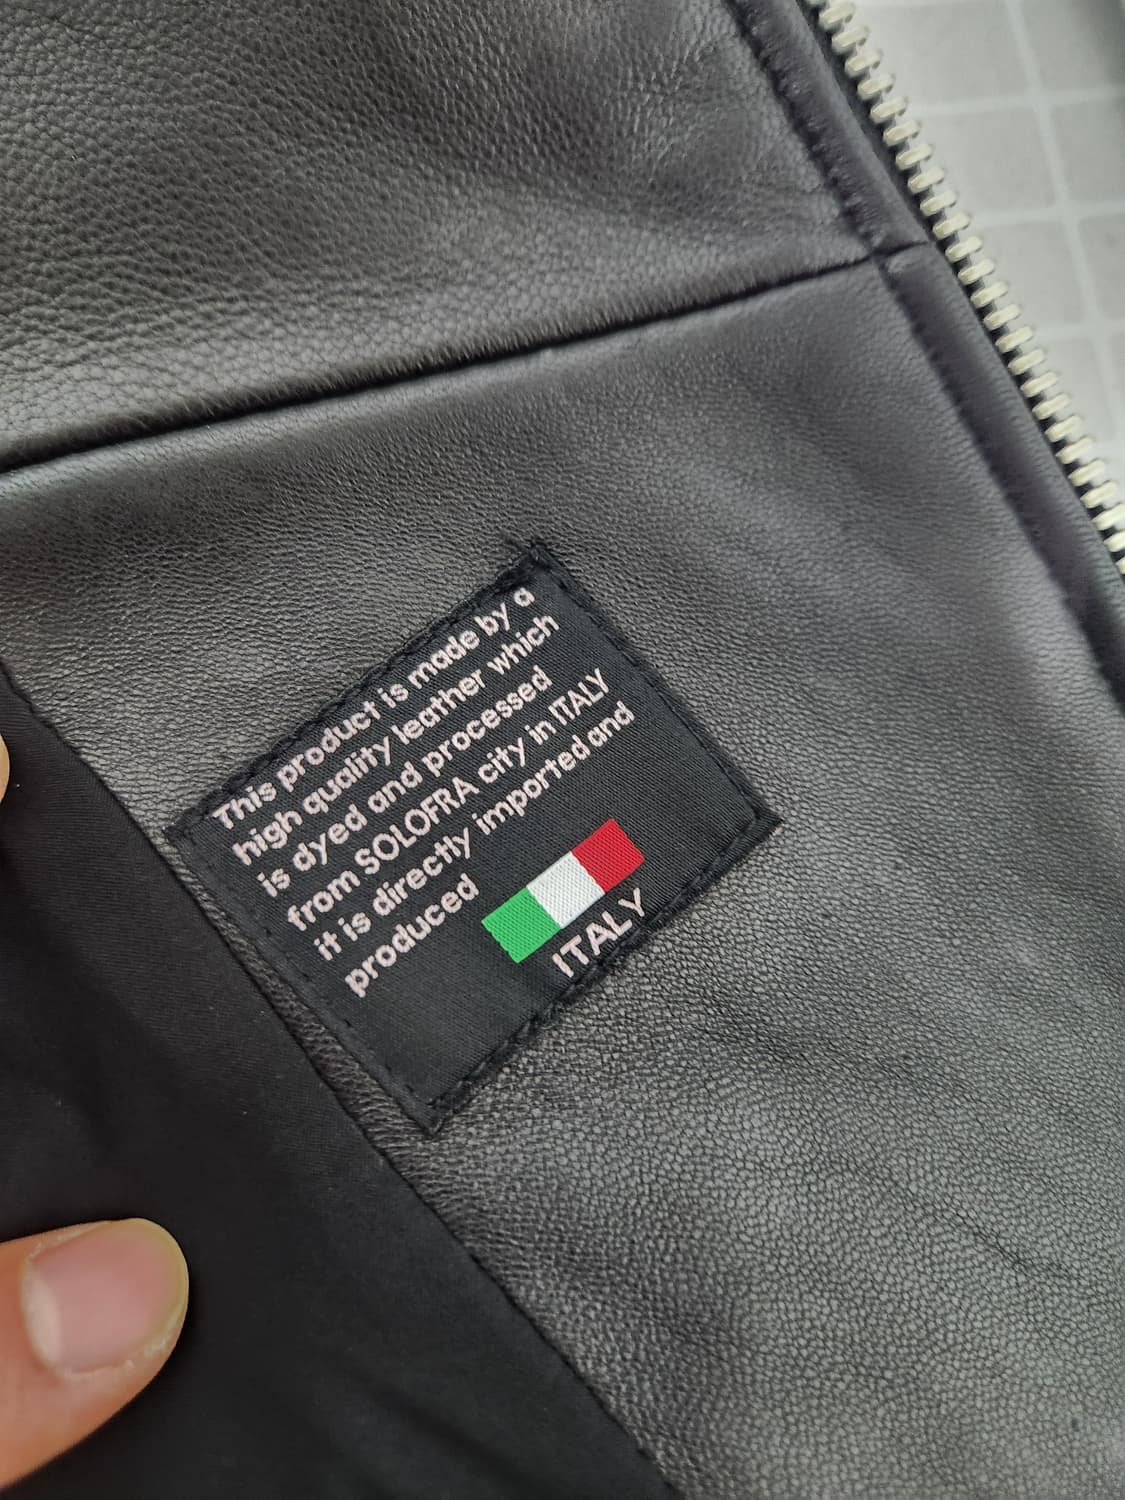 This product is made by a
high quality leather which
is dyed and processed
from SOLOFRA city in ITALY
it is directly imported and
produced
ITALY